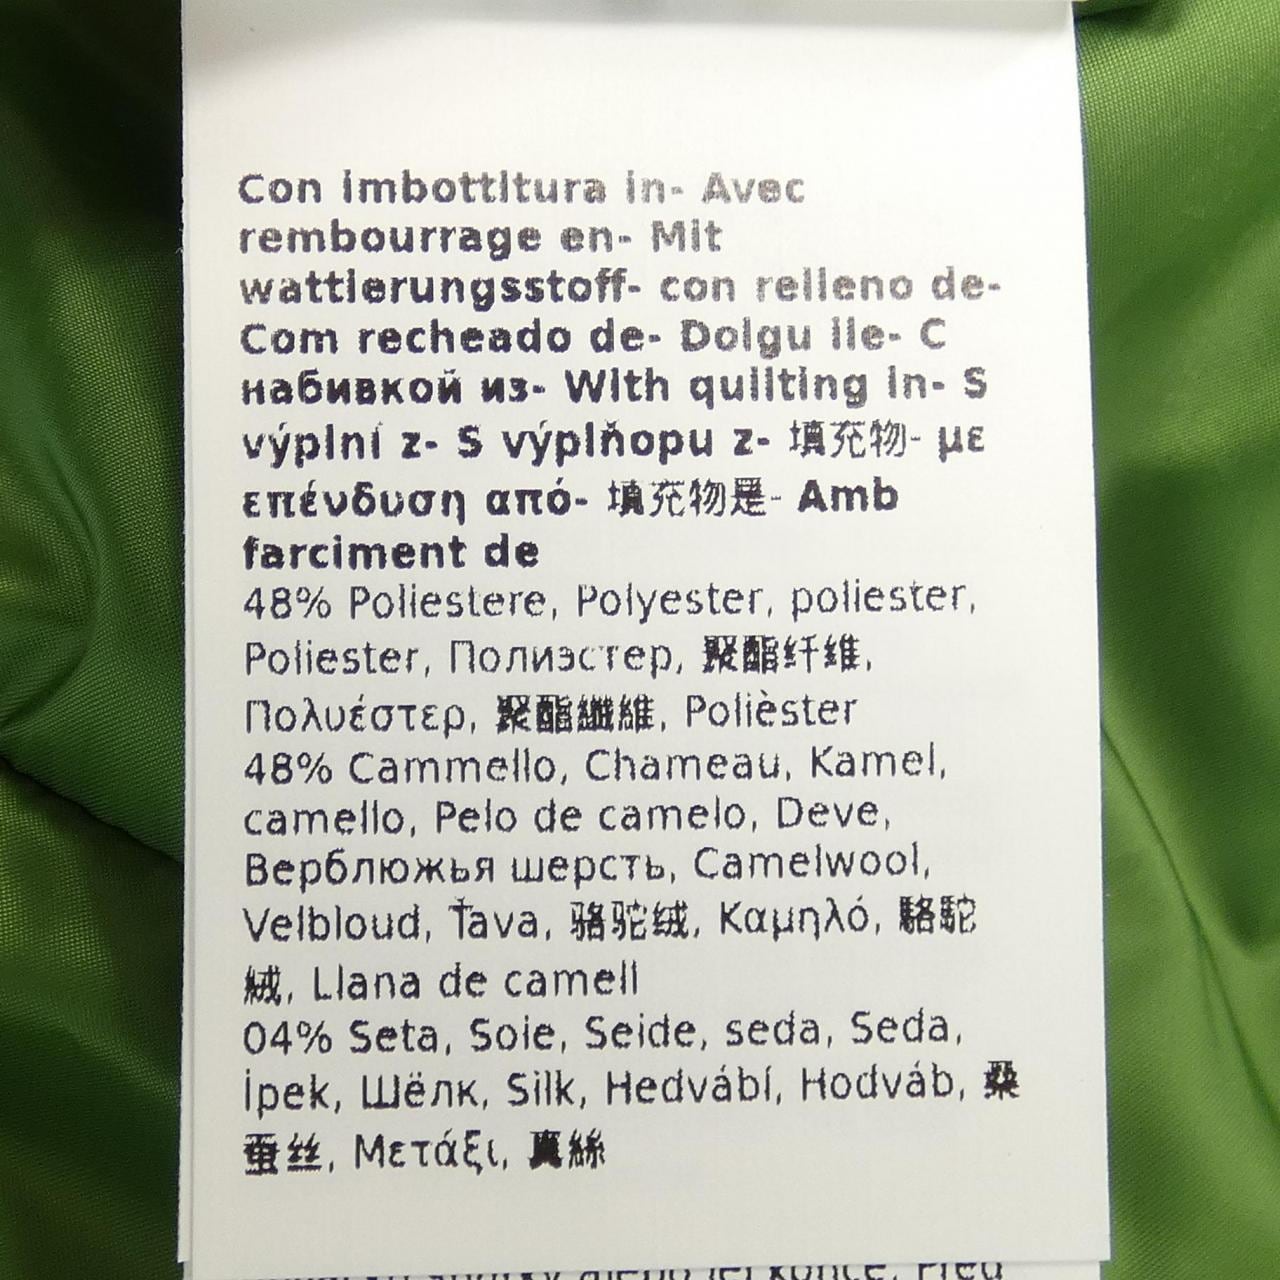 Con imbottitura in- Avec
rembourrage en- Mit
wattierungsstoff- con relleno de-
Com recheado de- Dolgu ile- С
набивкой из- With quilting in- S
výplní z- S výplňopu z- 填充物- με
επένδυση από- 填充物是- Amb
farciment de
48% Poliestere, Polyester, poliester,
Poliester, Полиэстер, 聚酯纤维,
Πολυέστερ, 聚酯纖維, Polièster
48% Cammello, Chameau, Kamel,
camello, Pelo de camelo, Deve,
Верблюжья шерсть, Camelwool,
Velbloud, Ťava, 骆驼绒, Καμηλό, 駱駝
絨, Llana de camell
04% Seta, Soie, Seide, seda, Seda,
İpek, Шёлк, Silk, Hedvábí, Hodváb, 桑
蚕丝, Μετάξι, 真絲